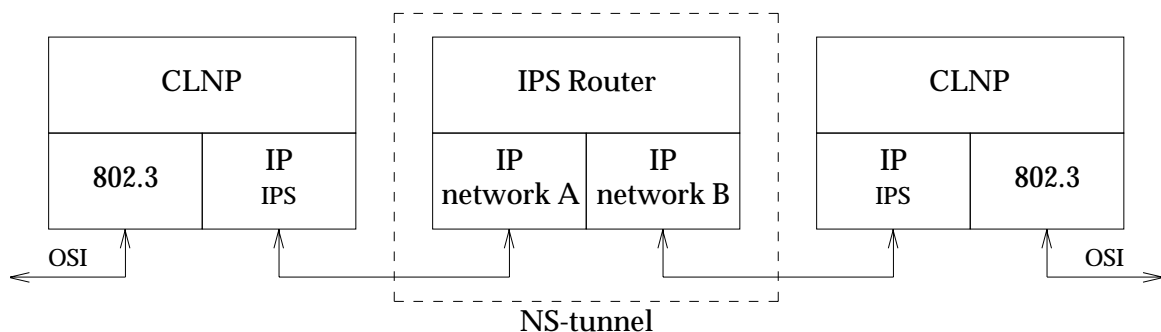 CLNP
IPS Router
CLNP
802.3
IP
IPS
IP
network A
IP
network B
IP
IPS
802.3
OSI
OSI
NS-tunnel